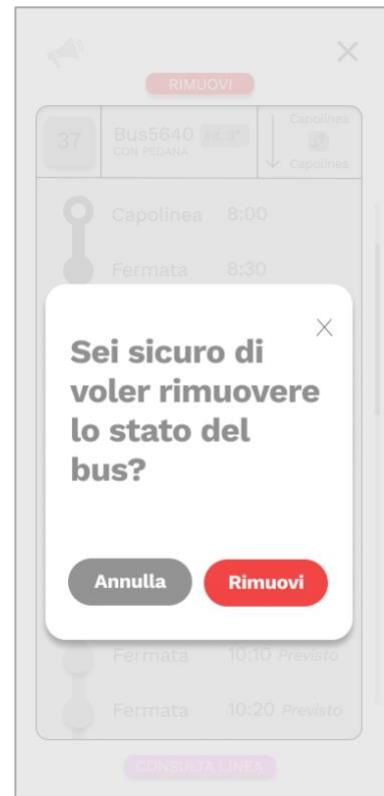 RIMUOVI
37
Bus5640
CON PEDANA
Capolinea
Capolinea
Capolinea 8:00
Fermata 8:30
Sei sicuro di
voler rimuovere
lo stato del
bus?
Annulla
Rimuovi
Fermata 10:10 Previsto
Fermata 10:20 Previsto
CONSULTA LINEA